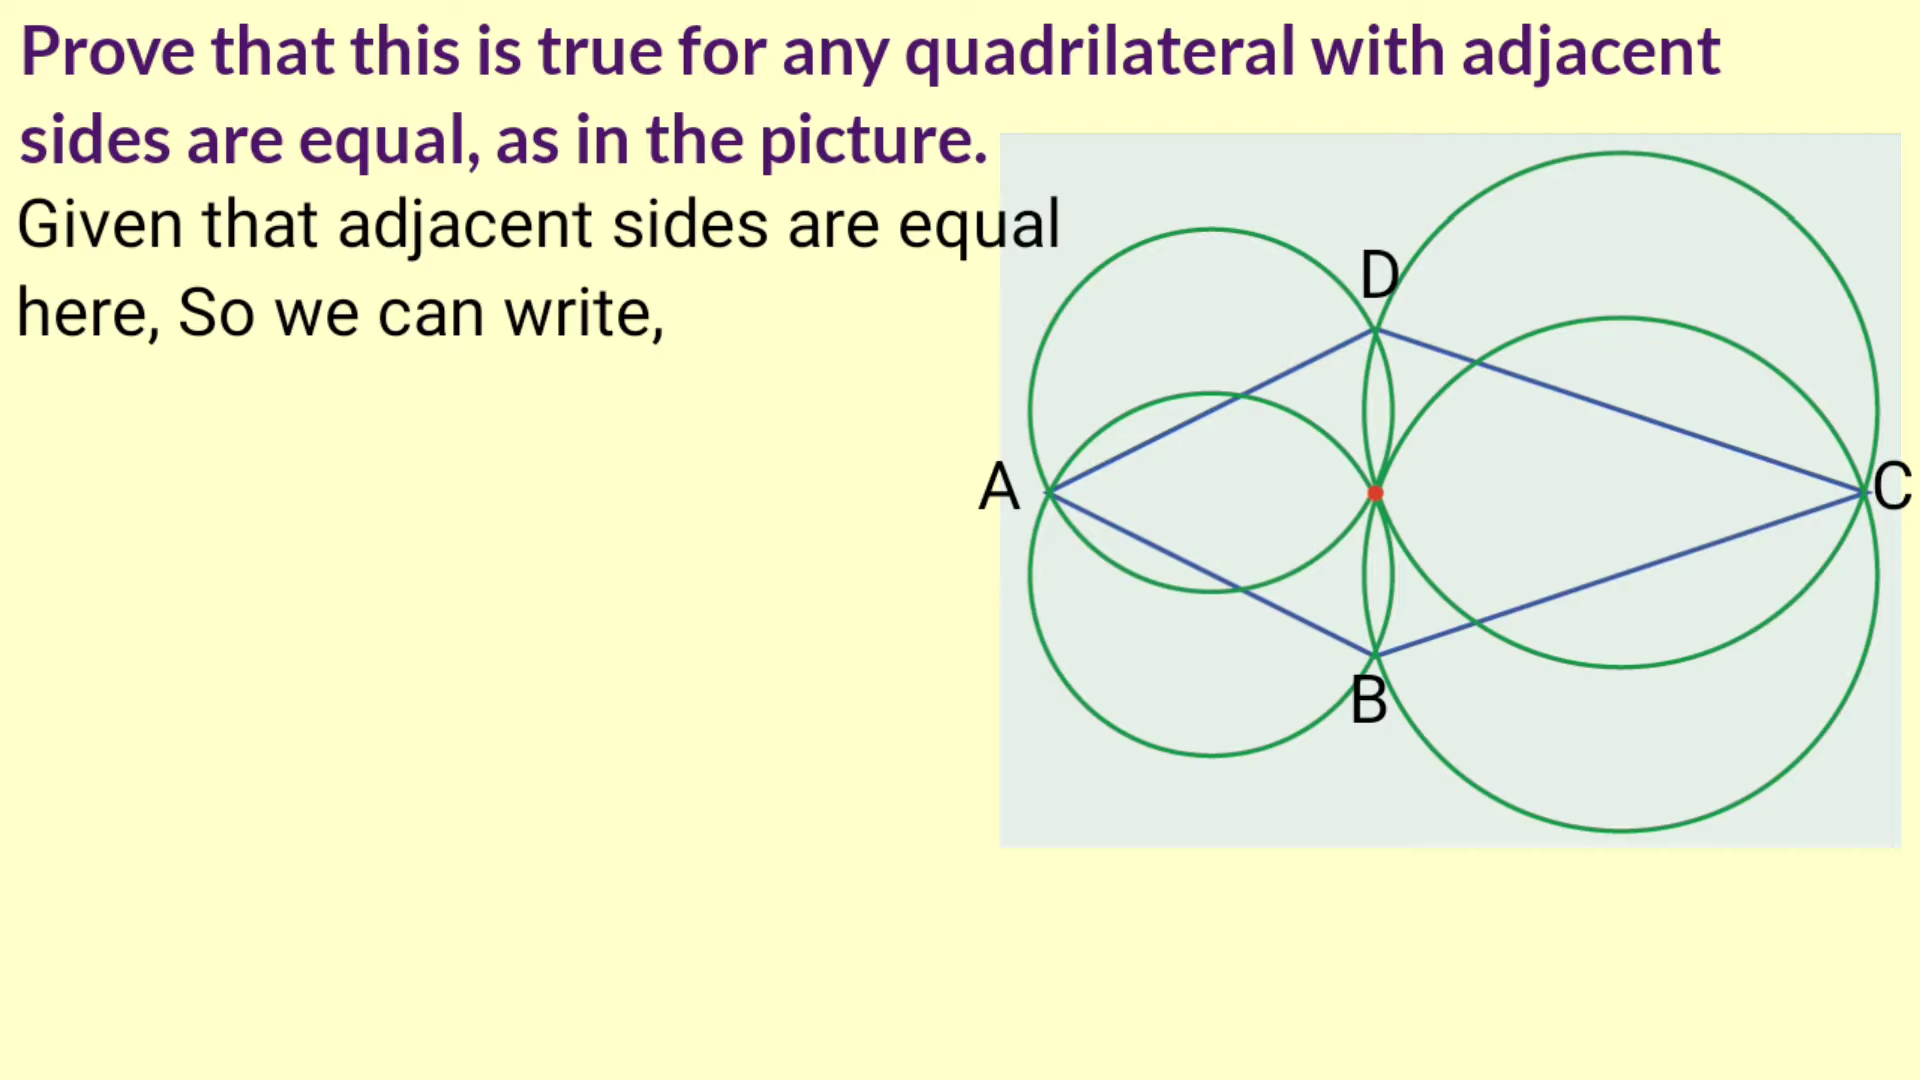 Prove that this is true for any quadrilateral with adjacent
sides are equal, as in the picture.
Given that adjacent sides are equal
here, So we can write,
D
A
C
B